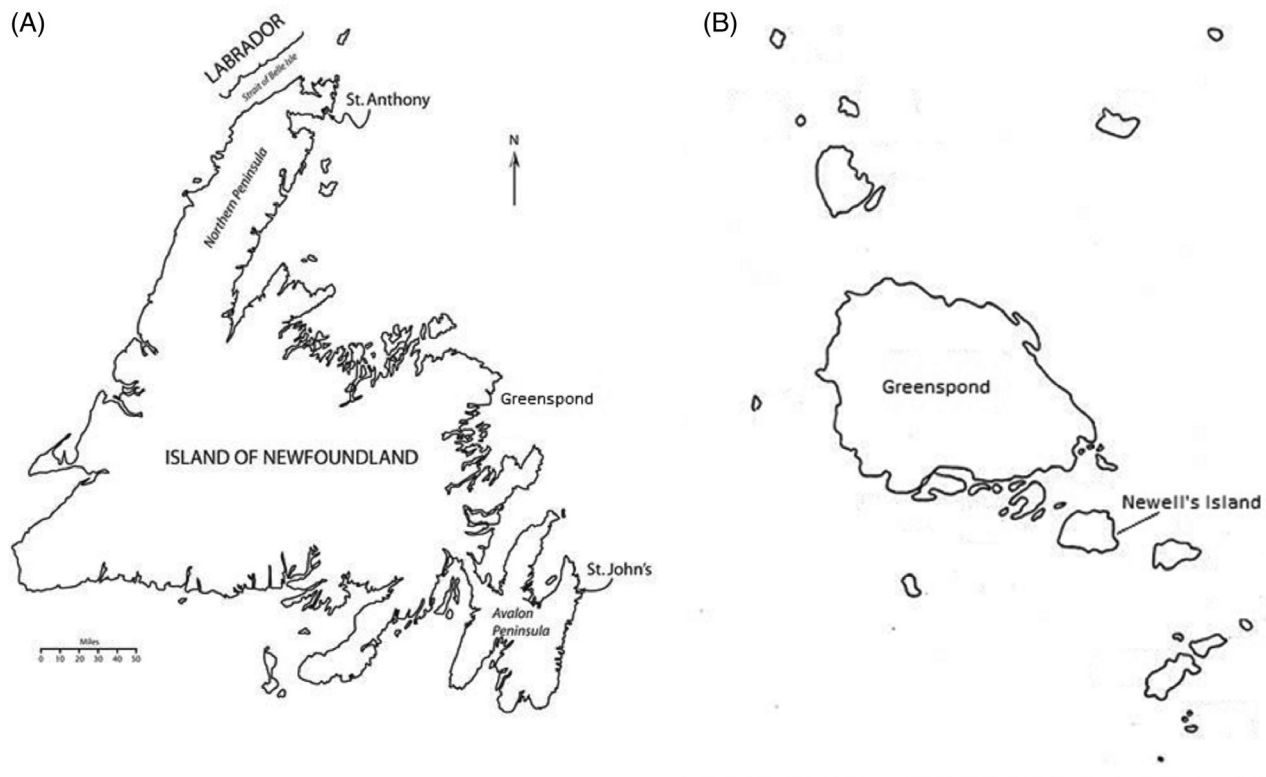 (A)
LABRADOR
Strait of Belle Isle
St. Anthony
N
Northern Peninsula
Greenspond
ISLAND OF NEWFOUNDLAND
St. John's
Avalon
Peninsula
Miles
0 10 20 30 40 50
(B)
Greenspond
Newell's Island